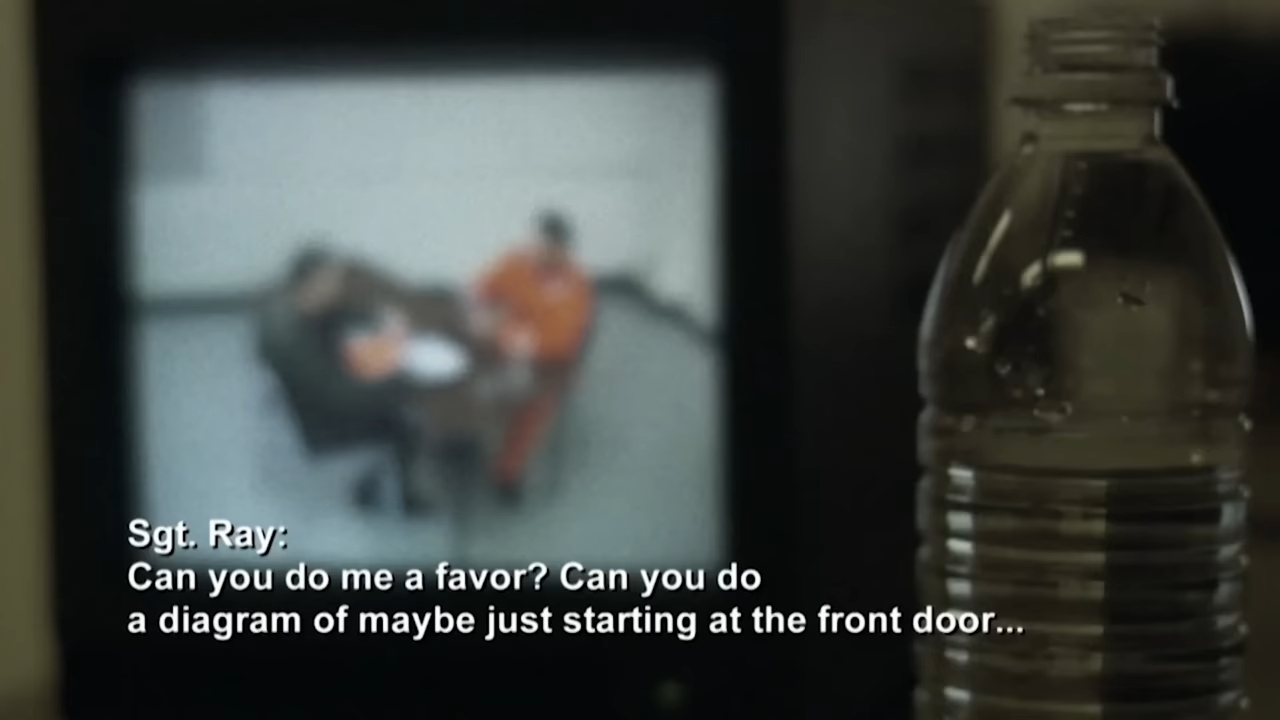 Sgt. Ray:
Can you do me a favor? Can you do
a diagram of maybe just starting at the front door...